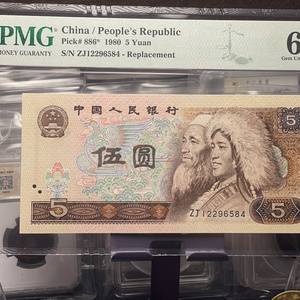 PMG
MONEY GUARANTY
China / People's Republic
Pick# 886* 1980 5 Yuan
S/N ZJ12296584 - Replacement
6
Gem Un
中国人民银行
伍圆
5
5
ZJ12296584